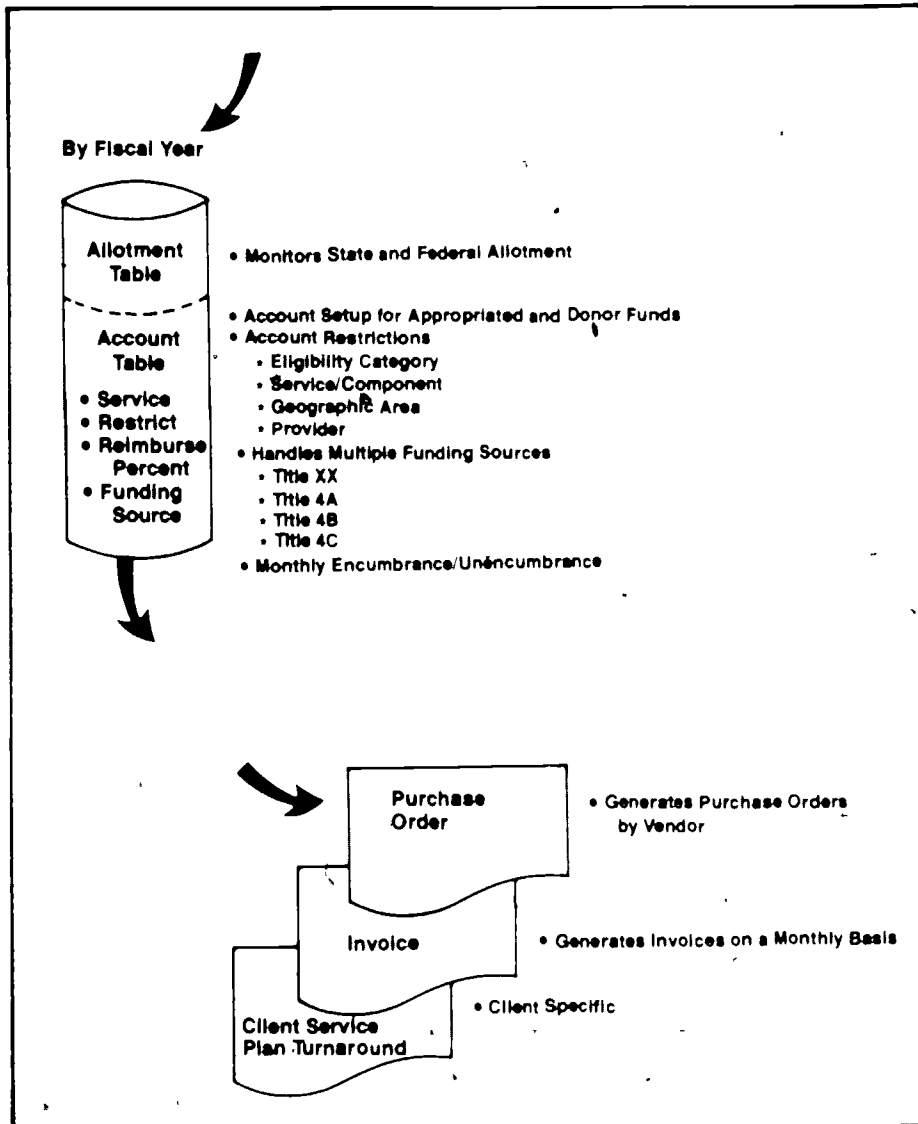 By Fiscal Year
Allotment
Table
• Monitors State and Federal Allotment
Account
Table
• Service
• Restrict
• Reimburse
Percent
• Funding
Source
• Account Setup for Appropriated and Donor Funds
• Account Restrictions
* Eligibility Category
* Service/Component
* Geographic Area
* Provider
• Handles Multiple Funding Sources
* Title XX
* Title 4A
* Title 4B
* Title 4C
• Monthly Encumbrance/Unencumbrance
Purchase
Order
• Generates Purchase Orders
by Vendor
Invoice
• Generates Invoices on a Monthly Basis
Client Service
Plan Turnaround
• Client Specific